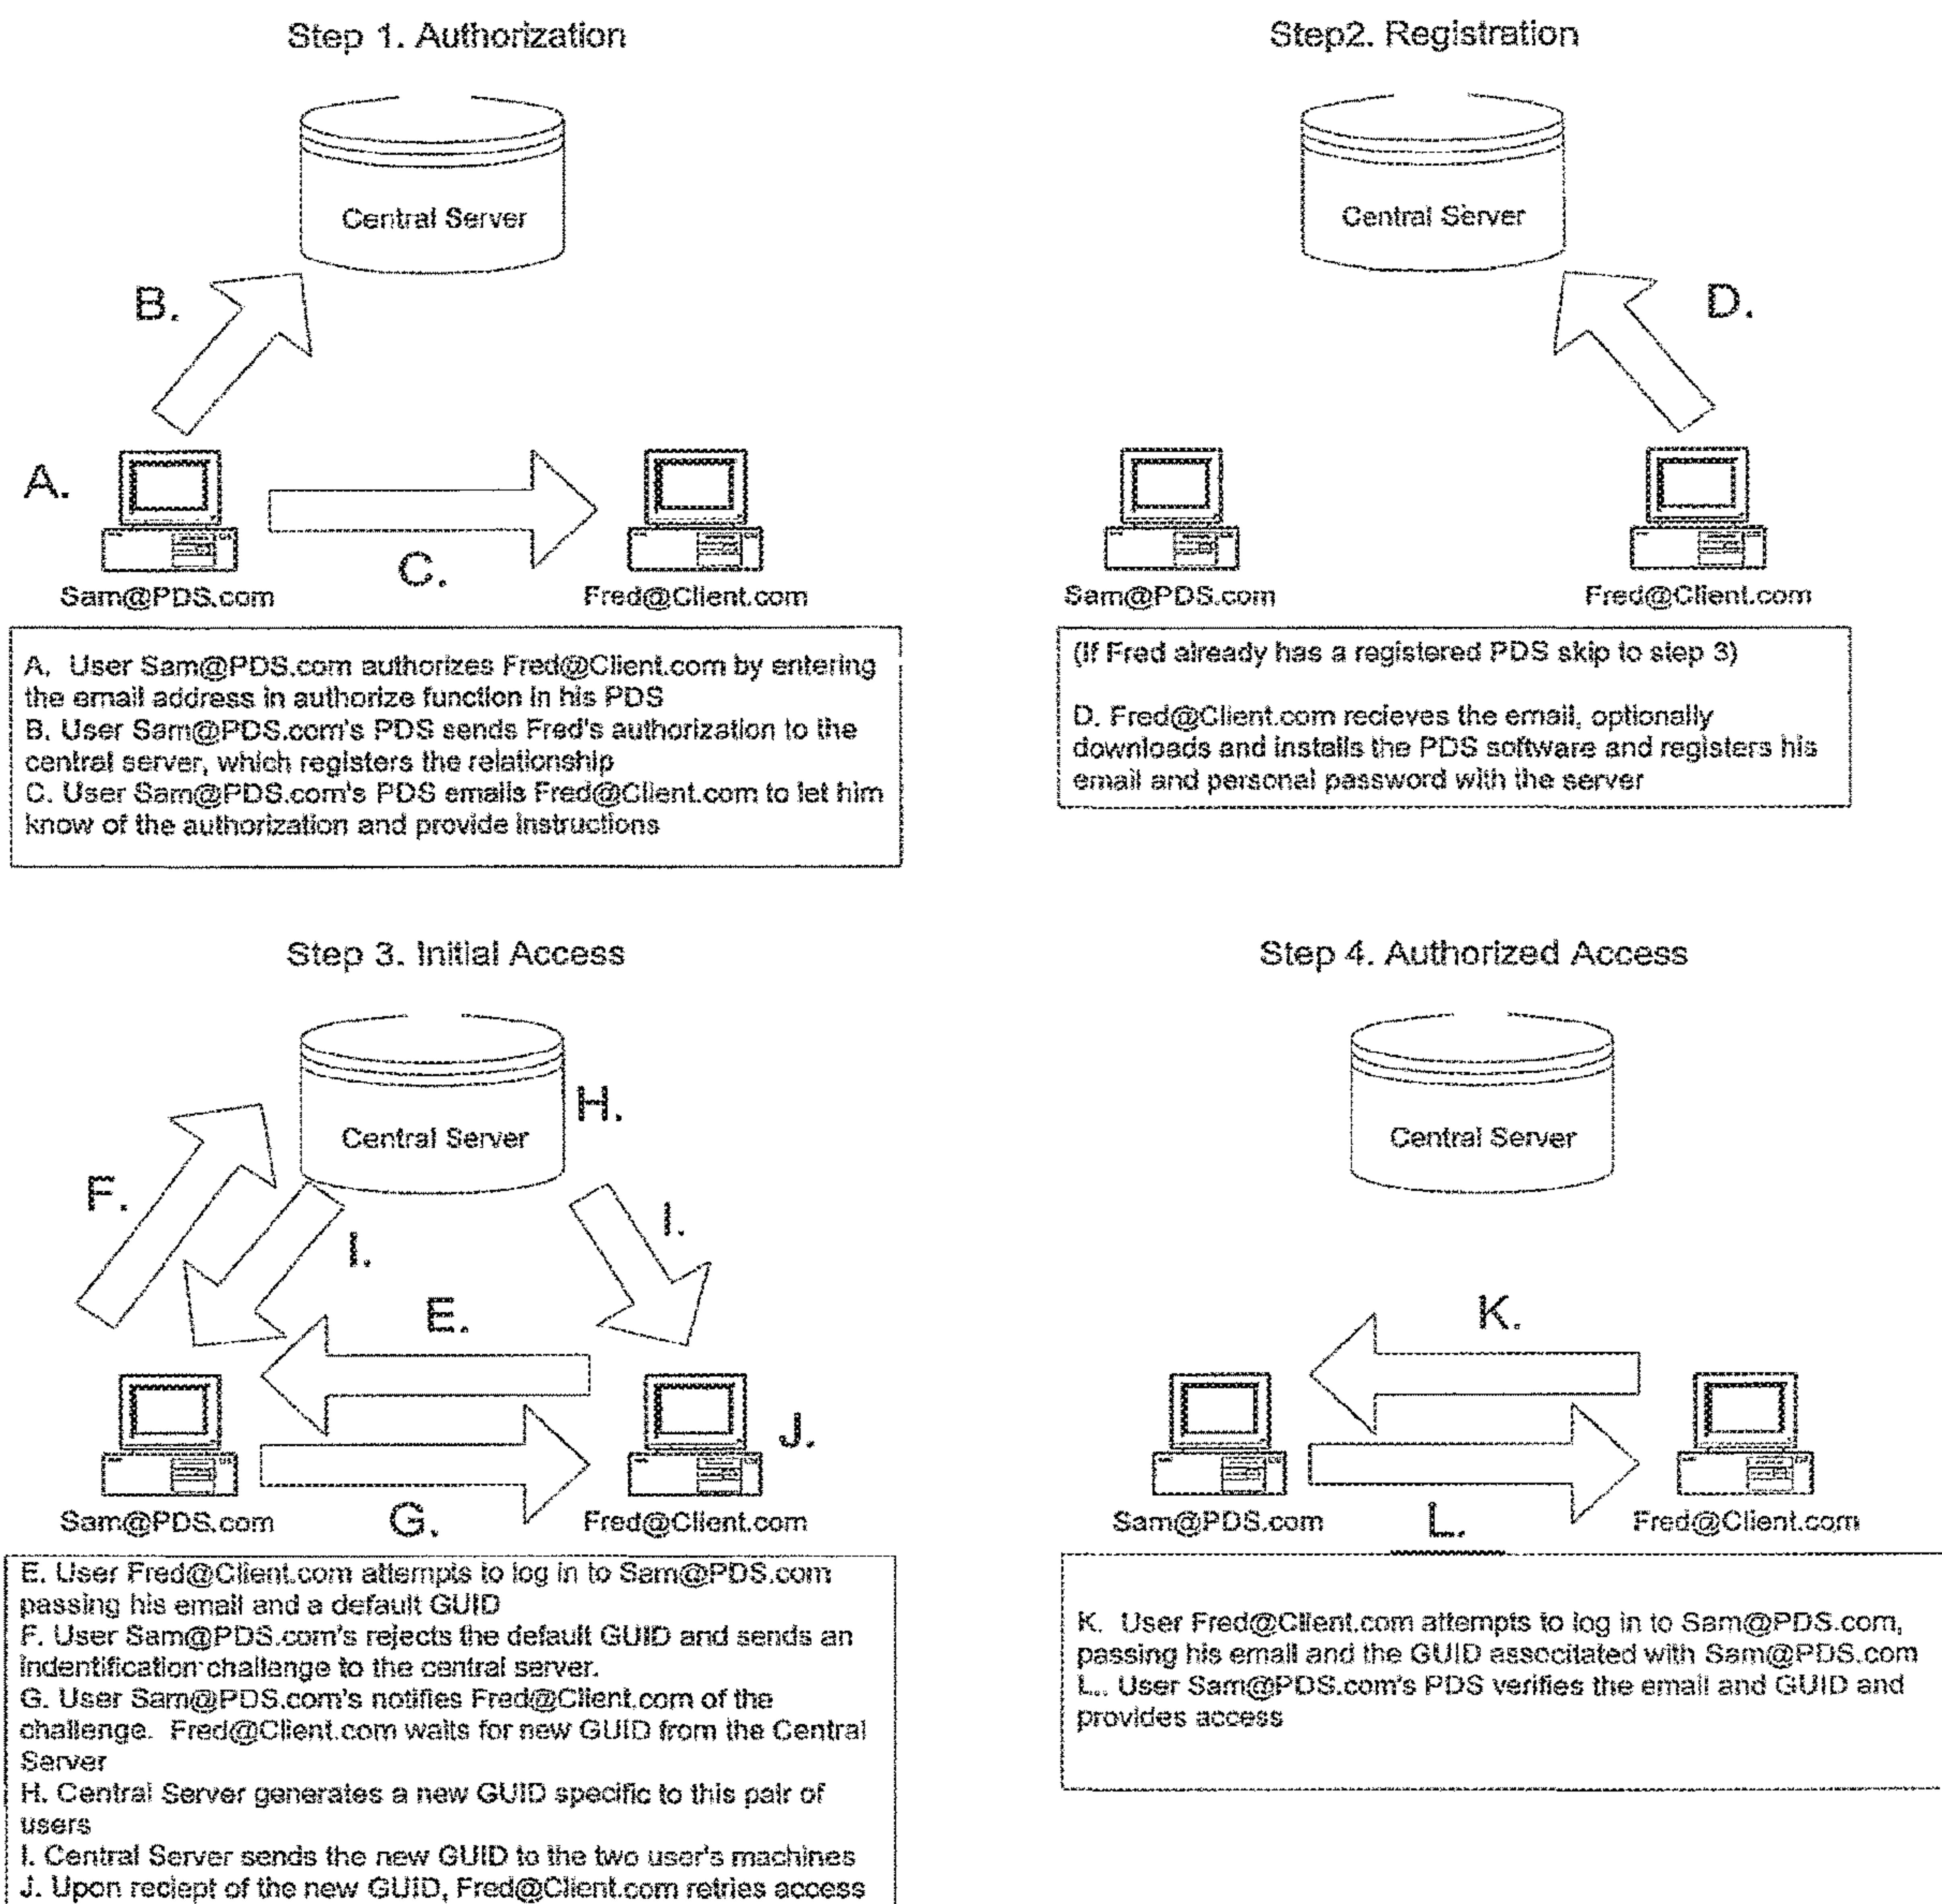 Step 1. Authorization
Central Server
B.
A.
C.
Sam@PDS.com
Fred@Client.com
A. User Sam@PDS.com authorizes Fred@Client.com by entering
the email address in authorize function in his PDS
B. User Sam@PDS.com's PDS sends Fred's authorization to the
central server, which registers the relationship
C. User Sam@PDS.com's PDS emails Fred@Client.com to let him
know of the authorization and provide instructions
Step2. Registration
Central Server
D.
Sam@PDS.com
Fred@Client.com
(If Fred already has a registered PDS skip to step 3)
D. Fred@Client.com recieves the email, optionally
downloads and installs the PDS software and registers his
email and personal password with the server
Step 3. Initial Access
Central Server
H.
F.
I.
I.
E.
J.
G.
Sam@PDS.com
Fred@Client.com
E. User Fred@Client.com attempts to log in to Sam@PDS.com
passing his email and a default GUID
F. User Sam@PDS.com's rejects the default GUID and sends an
indentification challenge to the central server.
G. User Sam@PDS.com's notifies Fred@Client.com of the
challenge. Fred@Client.com waits for new GUID from the Central
Server
H. Central Server generates a new GUID specific to this pair of
users
I. Central Server sends the new GUID to the two user's machines
J. Upon reciept of the new GUID, Fred@Client.com retries access
Step 4. Authorized Access
Central Server
K.
L.
Sam@PDS.com
Fred@Client.com
K. User Fred@Client.com attempts to log in to Sam@PDS.com,
passing his email and the GUID associtated with Sam@PDS.com
L.. User Sam@PDS.com's PDS verifies the email and GUID and
provides access